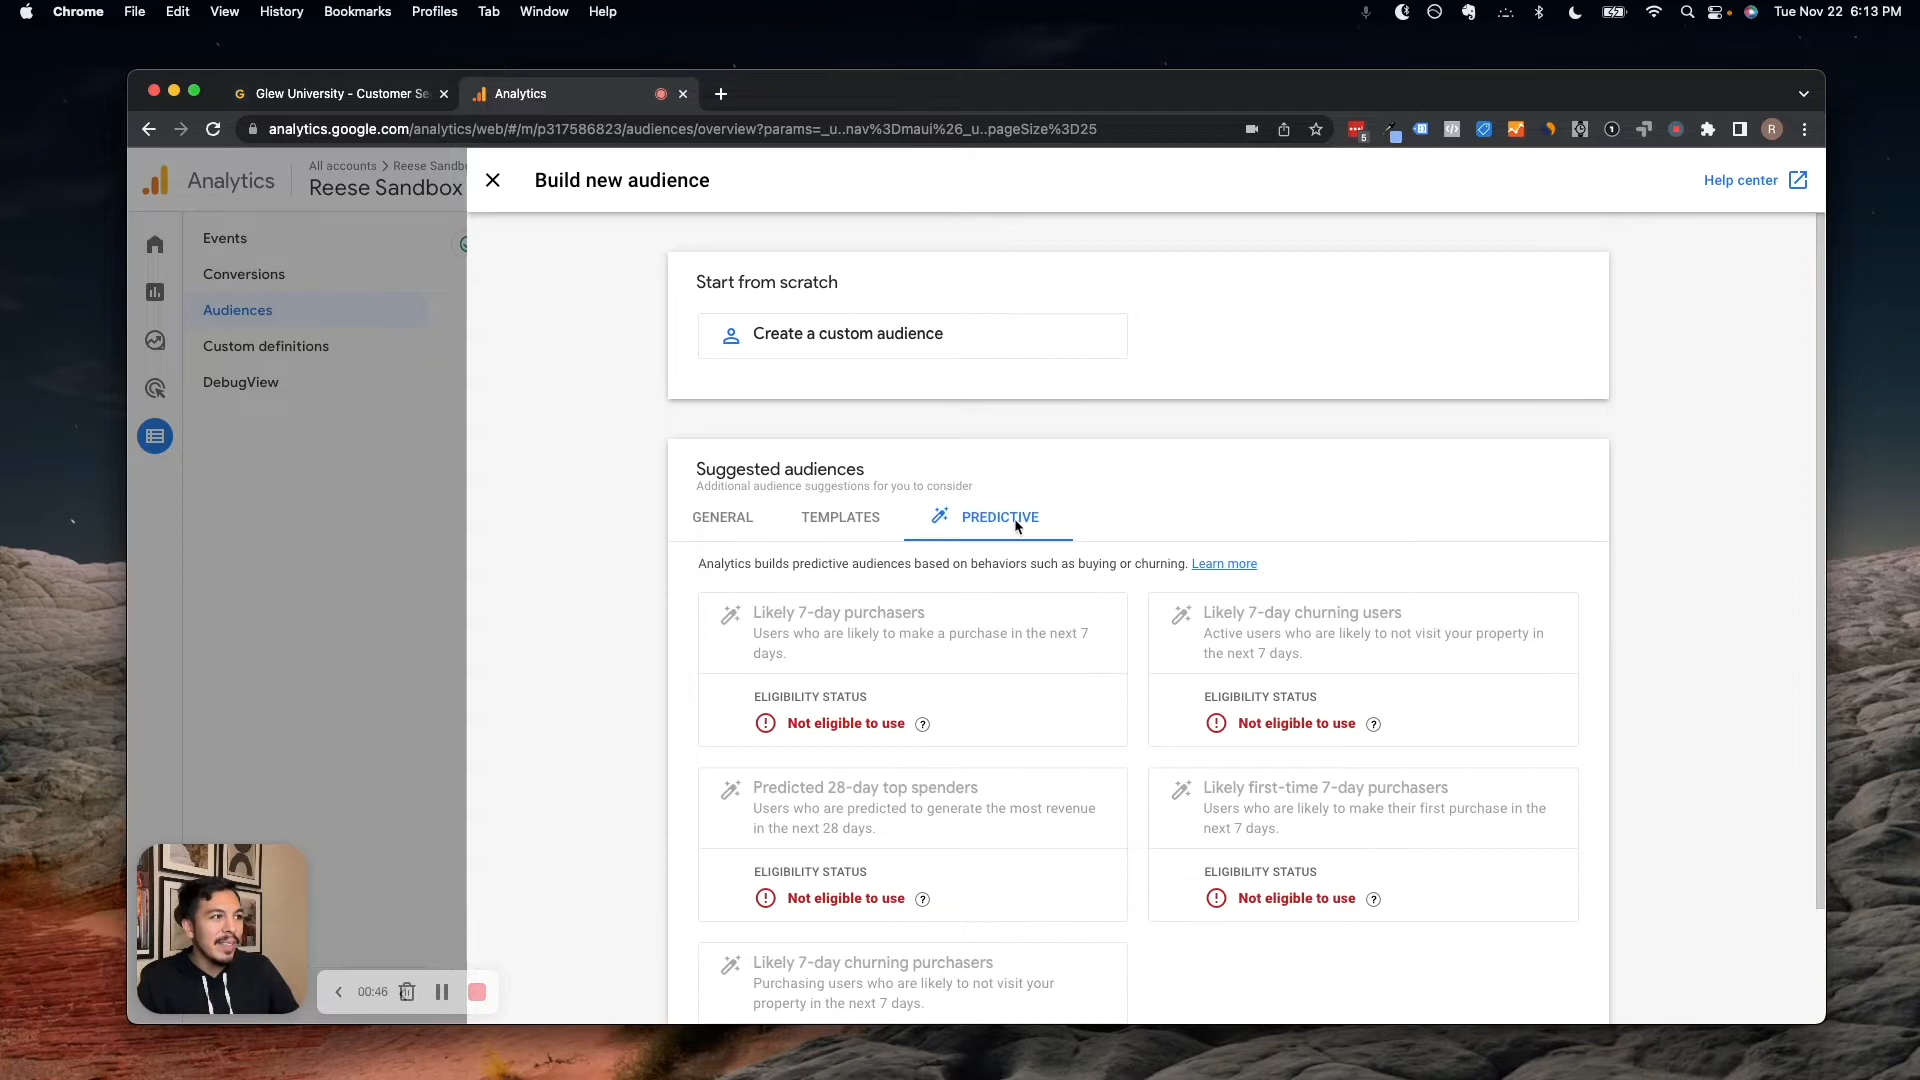 Chrome File Edit View History Bookmarks Profiles Tab Window Help Tue Nov 22 6:13 PM
G Glew University - Customer Se Analytics
analytics.google.com/analytics/web/#/m/p317586823/audiences/overview?params=_u..nav%3Dmaui%26_u..pageSize%3D25 5 1 R
Analytics
All accounts > Reese Sandb
Reese Sandbox
Build new audience
Help center
Events
Conversions
Audiences
Custom definitions
DebugView
Start from scratch
Create a custom audience
Suggested audiences
Additional audience suggestions for you to consider
GENERAL TEMPLATES PREDICTIVE
Analytics builds predictive audiences based on behaviors such as buying or churning. Learn more
Likely 7-day purchasers
Users who are likely to make a purchase in the next 7
days.
ELIGIBILITY STATUS
Not eligible to use ?
Likely 7-day churning users
Active users who are likely to not visit your property in
the next 7 days.
ELIGIBILITY STATUS
Not eligible to use ?
Predicted 28-day top spenders
Users who are predicted to generate the most revenue
in the next 28 days.
ELIGIBILITY STATUS
Not eligible to use ?
Likely first-time 7-day purchasers
Users who are likely to make their first purchase in the
next 7 days.
ELIGIBILITY STATUS
Not eligible to use ?
Likely 7-day churning purchasers
Purchasing users who are likely to not visit your
property in the next 7 days.
00:46